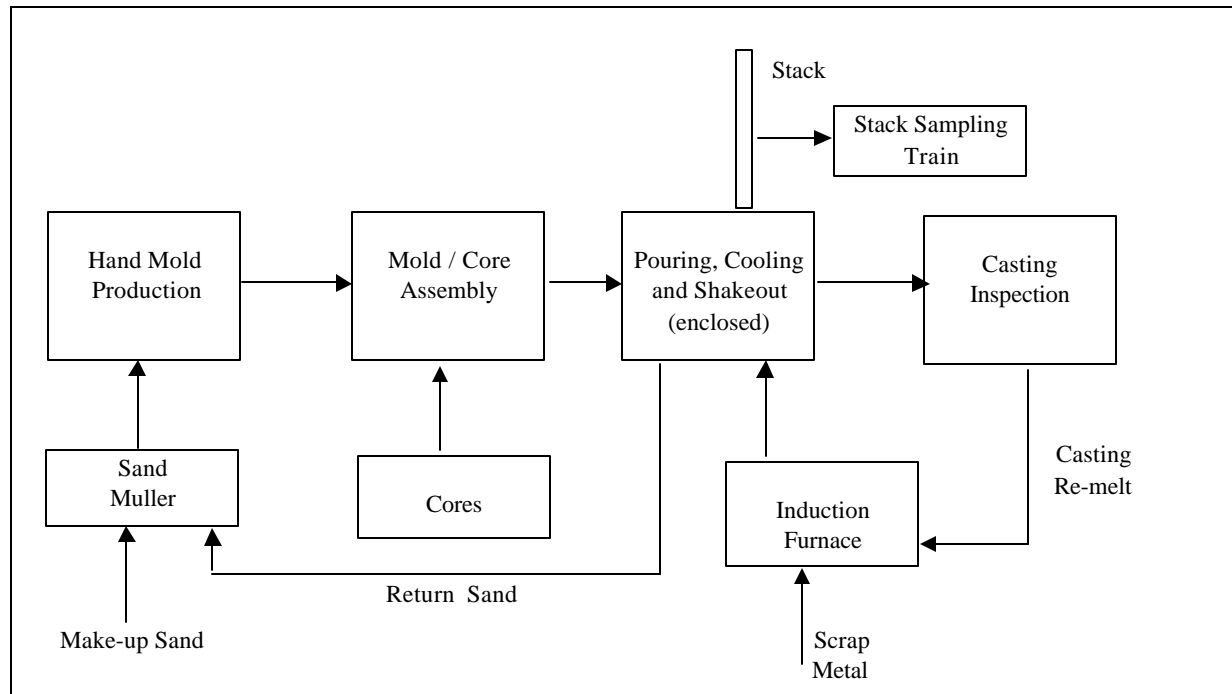 Stack
Stack Sampling
Train
Hand Mold
Production
Mold / Core
Assembly
Pouring, Cooling
and Shakeout
(enclosed)
Casting
Inspection
Sand
Muller
Cores
Induction
Furnace
Casting
Re-melt
Return Sand
Make-up Sand
Scrap
Metal